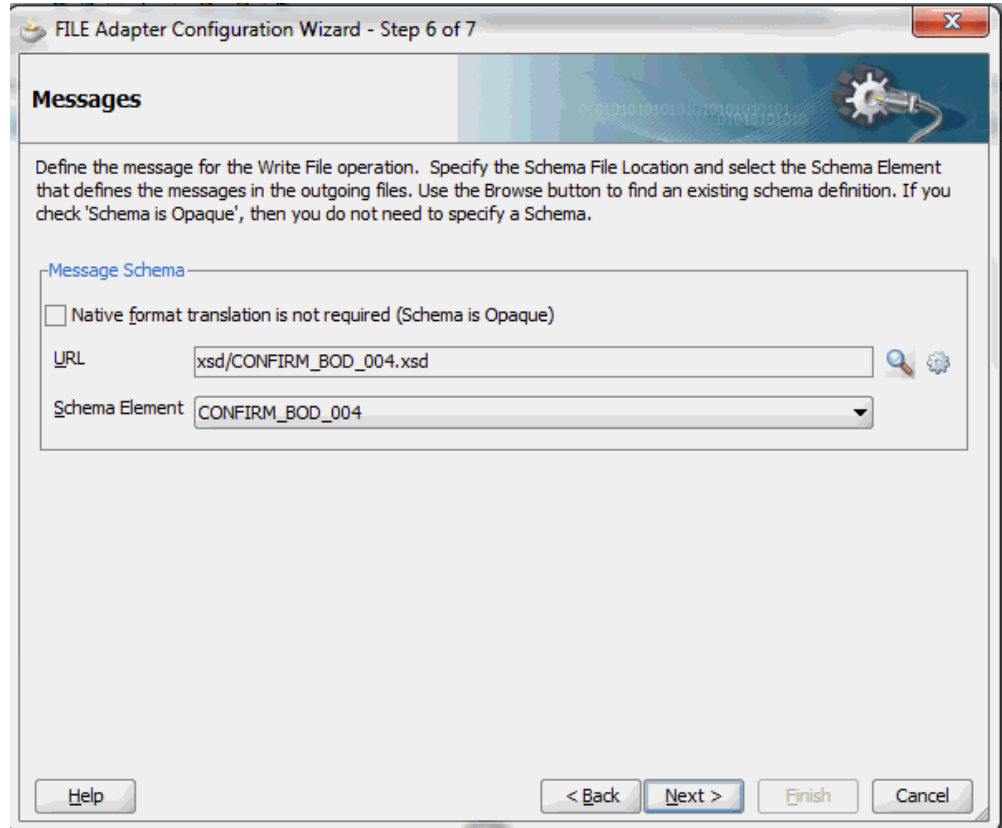 FILE Adapter Configuration Wizard - Step 6 of 7
Messages
Define the message for the Write File operation.  Specify the Schema File Location and select the Schema Element
that defines the messages in the outgoing files. Use the Browse button to find an existing schema definition. If you
check 'Schema is Opaque', then you do not need to specify a Schema.
Message Schema
Native format translation is not required (Schema is Opaque)
URL xsd/CONFIRM_BOD_004.xsd
Schema Element CONFIRM_BOD_004
Help < Back Next > Finish Cancel